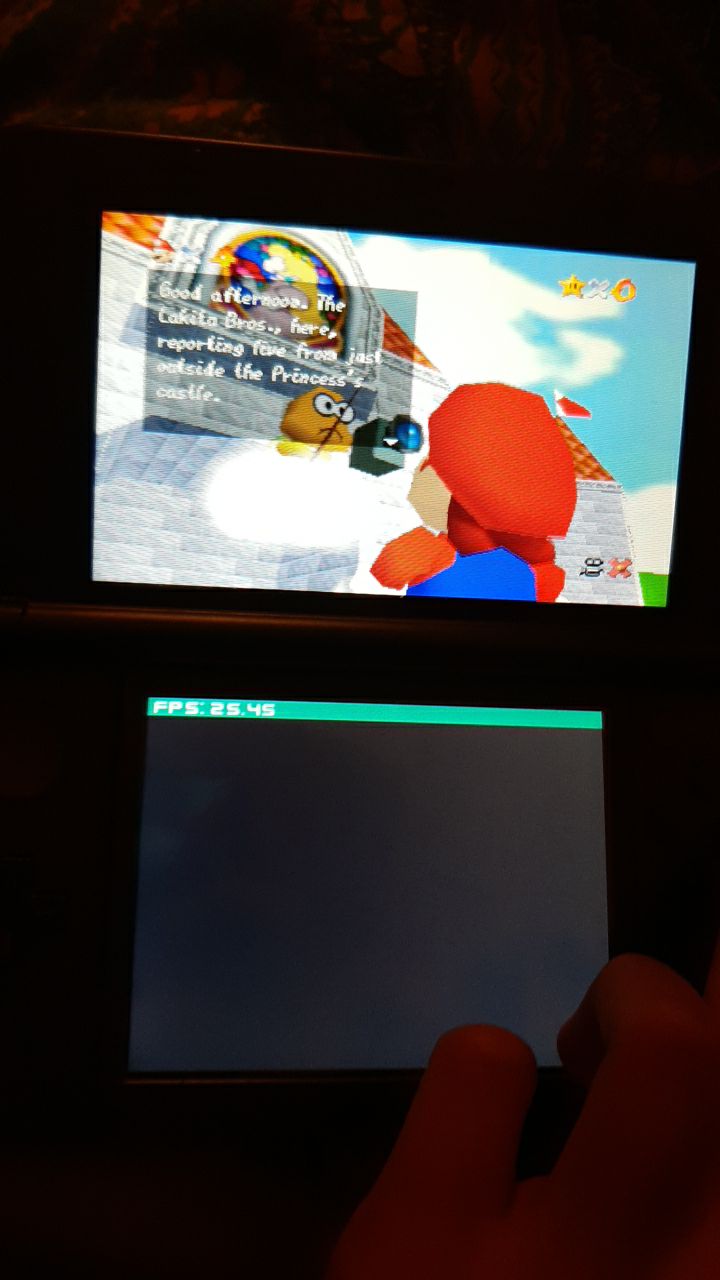 Good afternoon. The
Lakitu Bros., here,
reporting live from just
outside the Princess's
castle.
FPS: 25.45